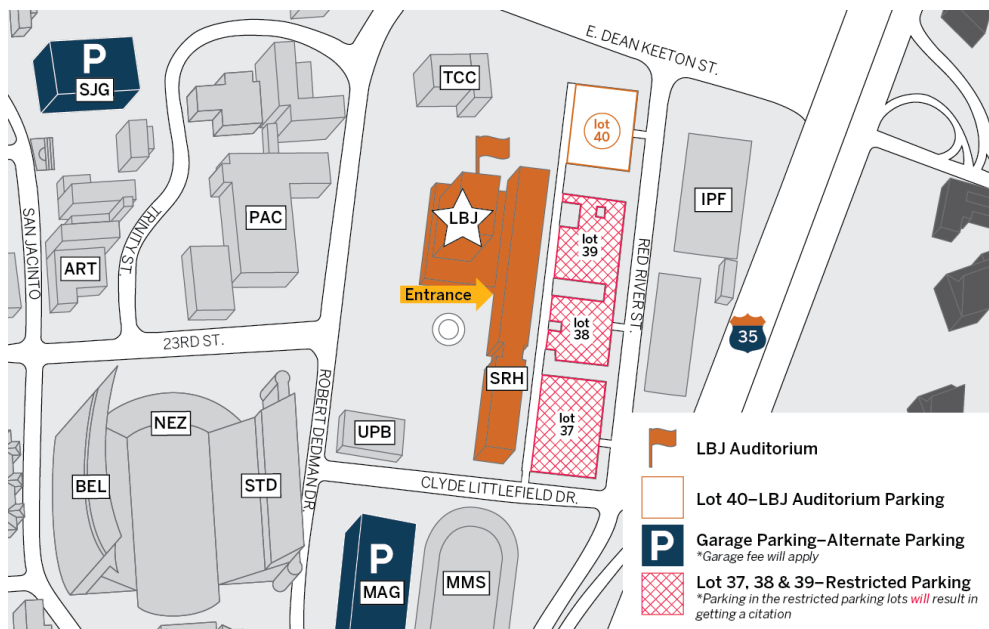 E. DEAN KEETON ST.
P
SJG
TCC
lot
40
IPF
LBJ
PAC
lot
39
SAN JACINTO
TRINITY ST.
ART
RED RIVER ST.
Entrance
lot
38
35
23RD ST.
SRH
ROBERT DEDMAN DR.
lot
37
NEZ
UPB
BEL
STD
CLYDE LITTLEFIELD DR.
P
MAG
MMS
LBJ Auditorium
Lot 40–LBJ Auditorium Parking
P
Garage Parking–Alternate Parking
*Garage fee will apply
Lot 37, 38 & 39–Restricted Parking
*Parking in the restricted parking lots will result in
getting a citation